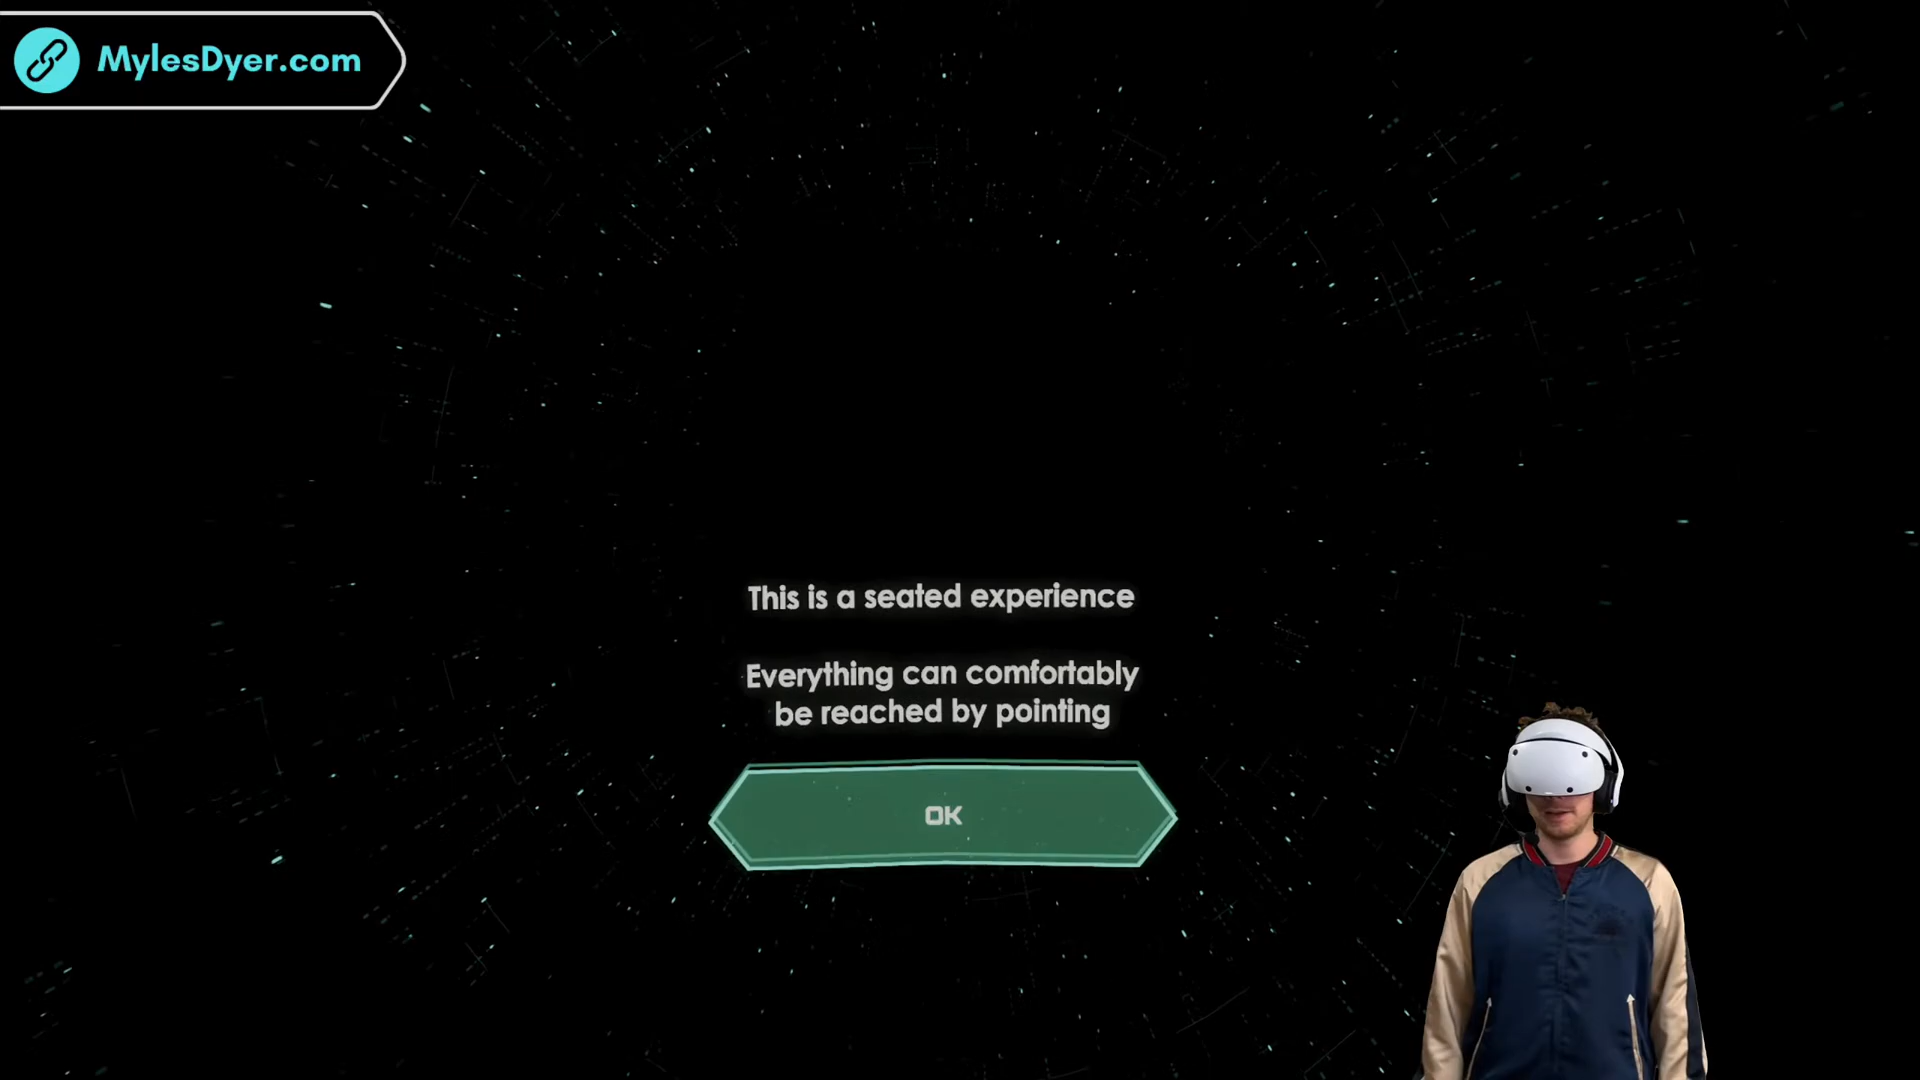 MylesDyer.com
This is a seated experience
Everything can comfortably
be reached by pointing
OK